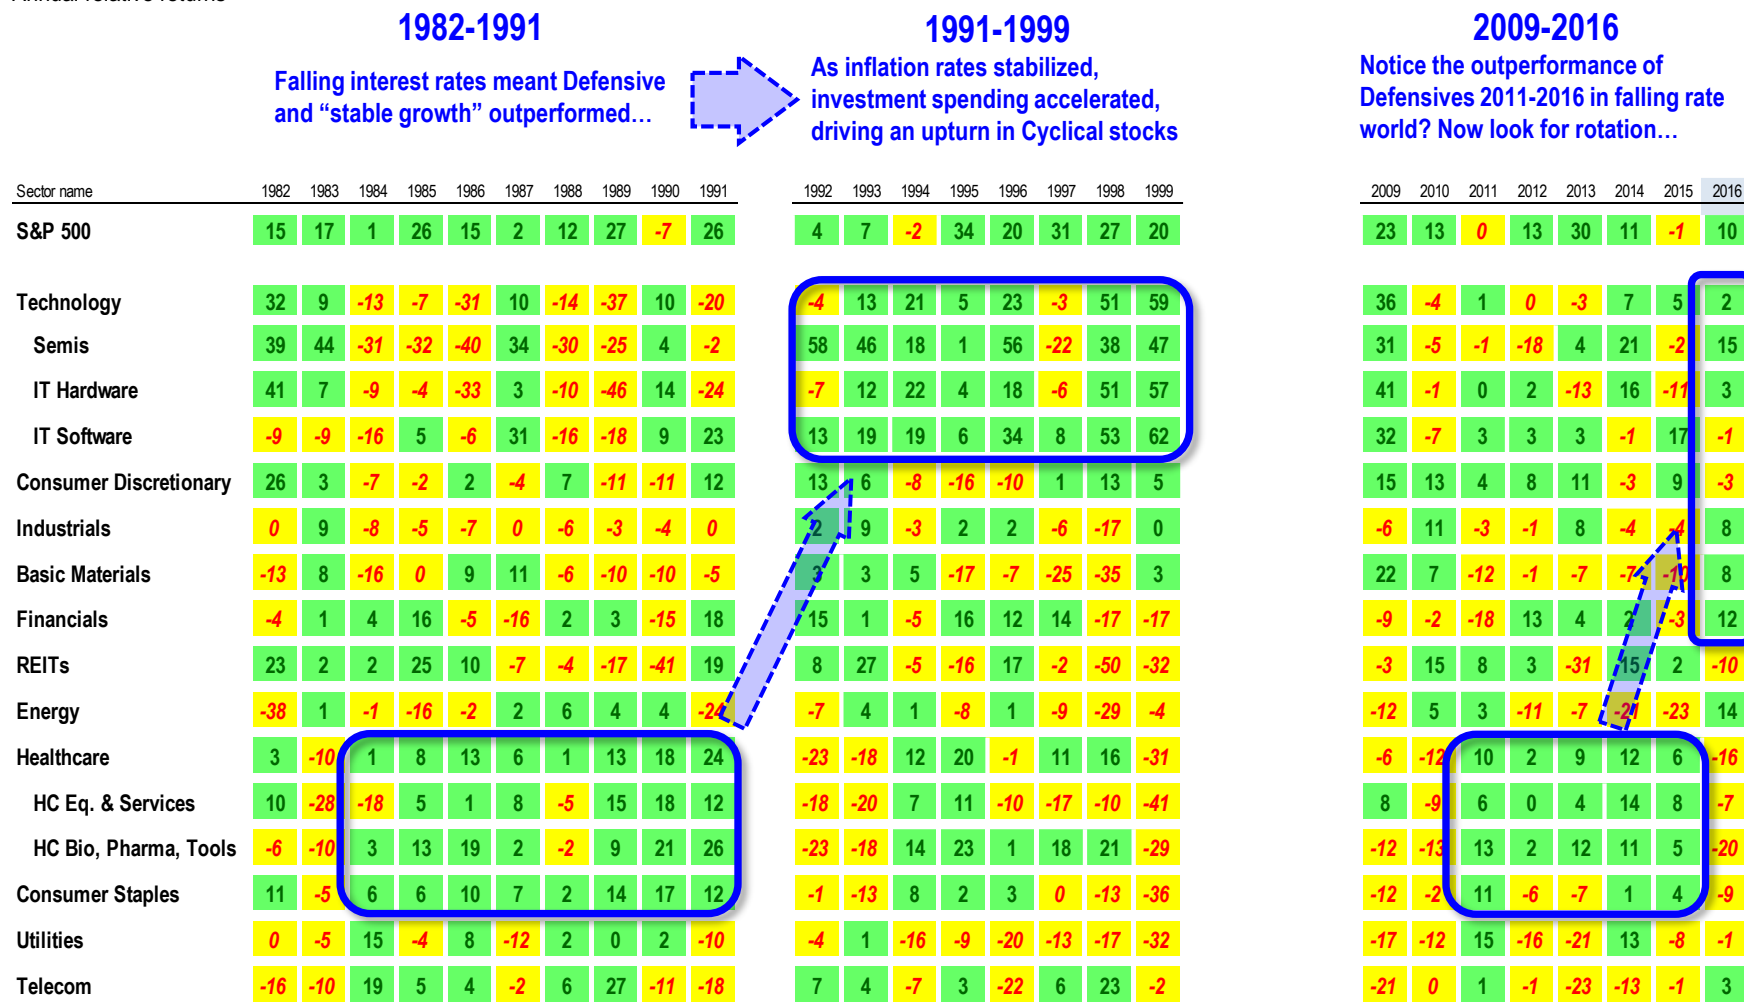 Annual relative returns
1982-1991
1991-1999
2009-2016
Falling interest rates meant Defensive
and “stable growth” outperformed…
As inflation rates stabilized,
investment spending accelerated,
driving an upturn in Cyclical stocks
Notice the outperformance of
Defensives 2011-2016 in falling rate
world? Now look for rotation…
Sector name 1982 1983 1984 1985 1986 1987 1988 1989 1990 1991 1992 1993 1994 1995 1996 1997 1998 1999 2009 2010 2011 2012 2013 2014 2015 2016
S&P 500 15 17 1 26 15 2 12 27 -7 26 4 7 -2 34 20 31 27 20 23 13 0 13 30 11 -1 10
Technology 32 9 -13 -7 -31 10 -14 -37 10 -20 -4 13 21 5 23 -3 51 59 36 -4 1 0 -3 7 5 2
Semis 39 44 -31 -32 -40 34 -30 -25 4 -2 58 46 18 1 56 -22 38 47 31 -5 -1 -18 4 21 -2 15
IT Hardware 41 7 -9 -4 -33 3 -10 -46 14 -24 -7 12 22 4 18 -6 51 57 41 -1 0 2 -13 16 -11 3
IT Software -9 -9 -16 5 -6 31 -16 -18 9 23 13 19 19 6 34 8 53 62 32 -7 3 3 3 -1 17 -1
Consumer Discretionary 26 3 -7 -2 2 -4 7 -11 -11 12 13 6 -8 -16 -10 1 13 5 15 13 4 8 11 -3 9 -3
Industrials 0 9 -8 -5 -7 0 -6 -3 -4 0 2 9 -3 2 2 -6 -17 0 -6 11 -3 -1 8 -4 -4 8
Basic Materials -13 8 -16 0 9 11 -6 -10 -10 -5 3 3 5 -17 -7 -25 -35 3 22 7 -12 -1 -7 -7 -10 8
Financials -4 1 4 16 -5 -16 2 3 -15 18 15 1 -5 16 12 14 -17 -17 -9 -2 -18 13 4 2 -3 12
REITs 23 2 2 25 10 -7 -4 -17 -41 19 8 27 -5 -16 17 -2 -50 -32 -3 15 8 3 -31 15 2 -10
Energy -38 1 -1 -16 -2 2 6 4 4 -24 -7 4 1 -8 1 -9 -29 -4 -12 5 3 -11 -7 -21 -23 14
Healthcare 3 -10 1 8 13 6 1 13 18 24 -23 -18 12 20 -1 11 16 -31 -6 -12 10 2 9 12 6 -16
HC Eq. & Services 10 -28 -18 5 1 8 -5 15 18 12 -18 -20 7 11 -10 -17 -10 -41 8 -9 6 0 4 14 8 -7
HC Bio, Pharma, Tools -6 -10 3 13 19 2 -2 9 21 26 -23 -18 14 23 1 18 21 -29 -12 -13 13 2 12 11 5 -20
Consumer Staples 11 -5 6 6 10 7 2 14 17 12 -1 -13 8 2 3 0 -13 -36 -12 -2 11 -6 -7 1 4 -9
Utilities 0 -5 15 -4 8 -12 2 0 2 -10 -4 1 -16 -9 -20 -13 -17 -32 -17 -12 15 -16 -21 13 -8 -1
Telecom -16 -10 19 5 4 -2 6 27 -11 -18 7 4 -7 3 -22 6 23 -2 -21 0 1 -1 -23 -13 -1 3